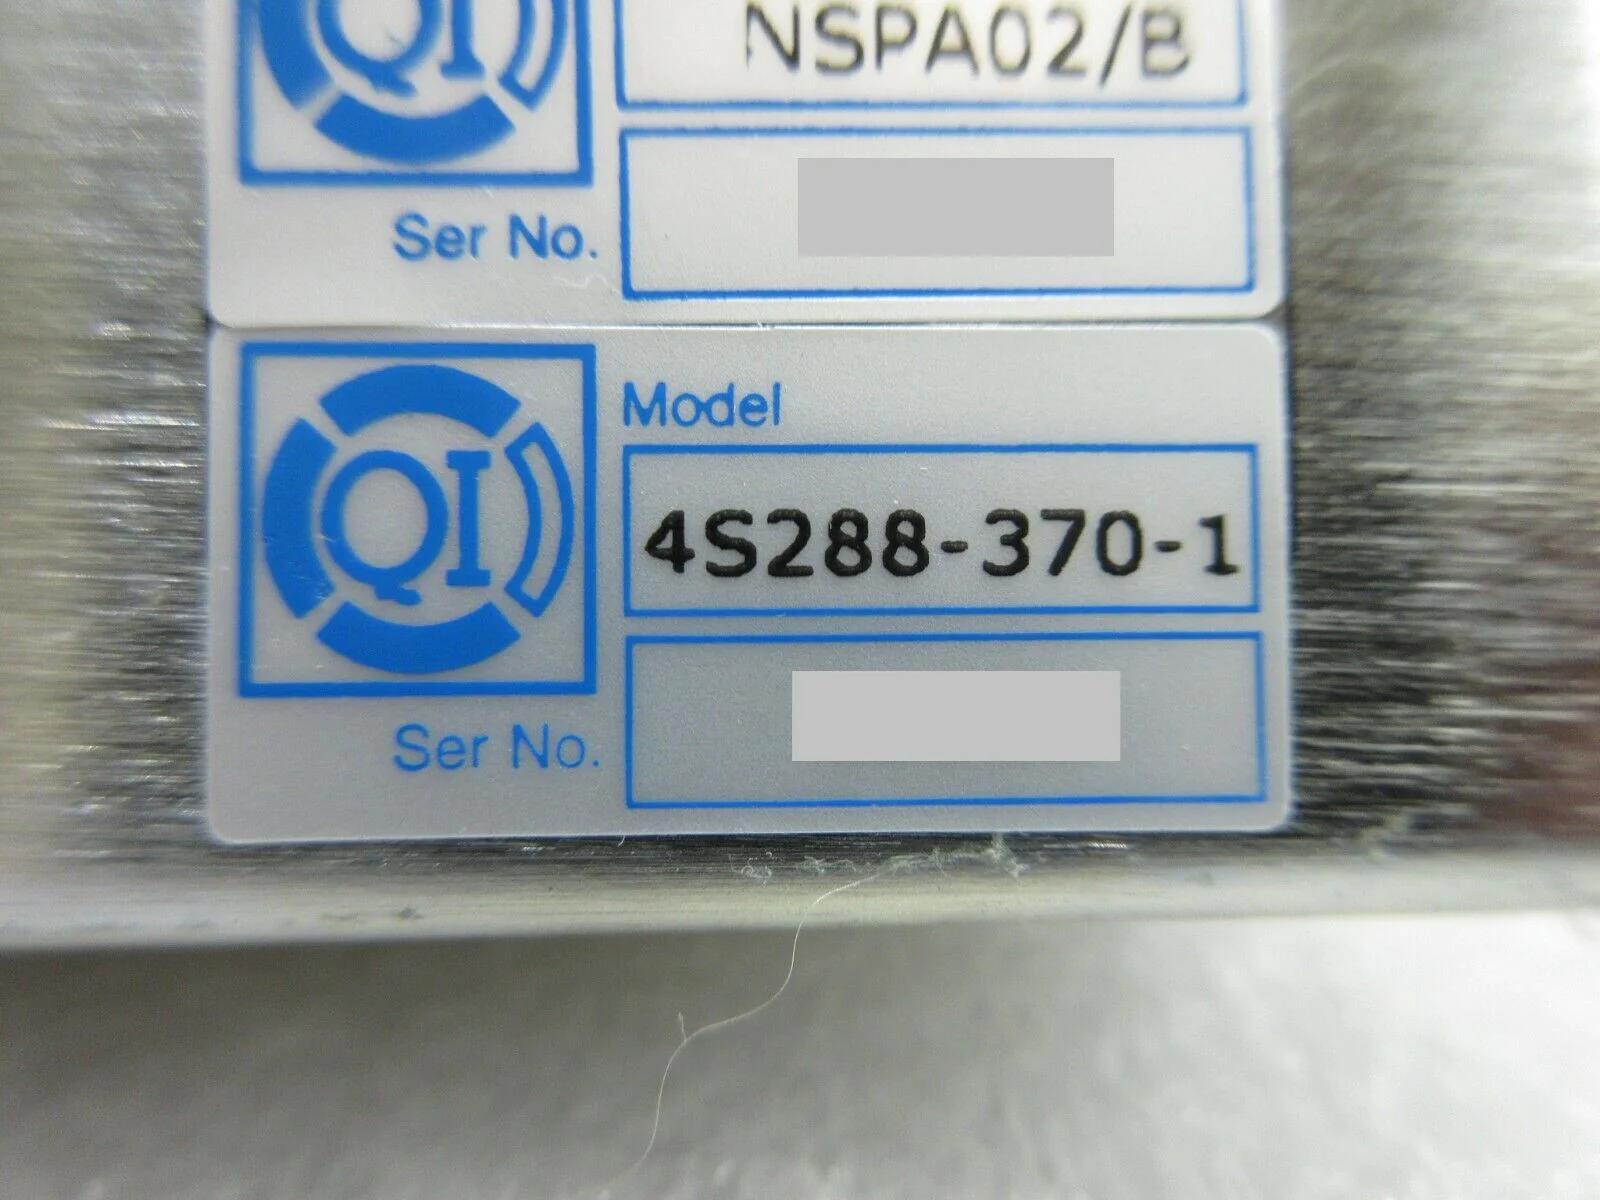 QI
NSPA02/B
Ser No.
QI
Model
4S288-370-1
Ser No.